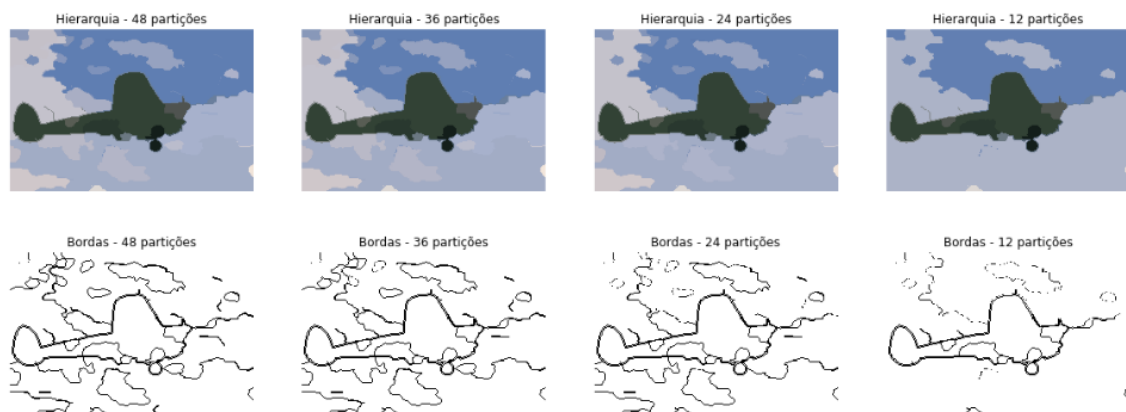 Hierarquia - 48 partições
Hierarquia - 36 partições
Hierarquia - 24 partições
Hierarquia - 12 partições
Bordas - 48 partições
Bordas - 36 partições
Bordas - 24 partições
Bordas - 12 partições